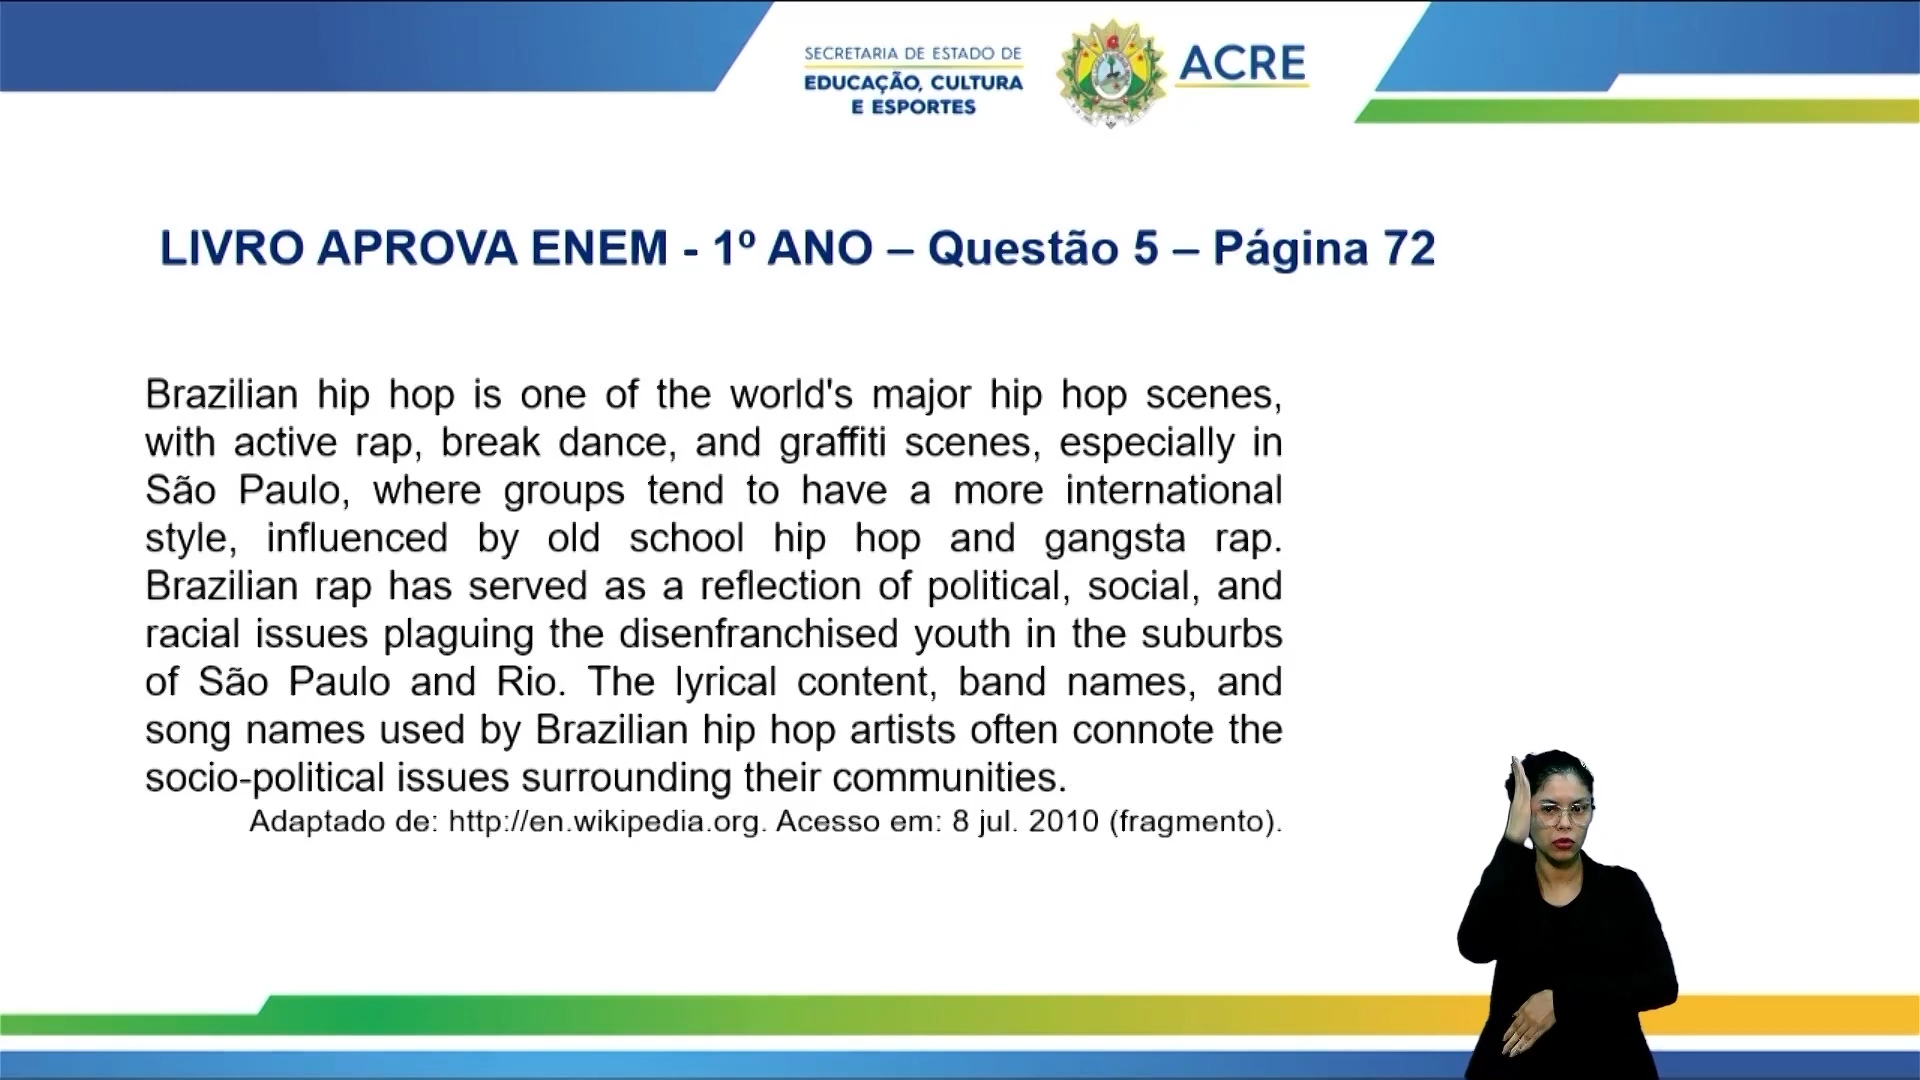 SECRETARIA DE ESTADO DE
EDUCAÇÃO, CULTURA
E ESPORTES
ACRE
LIVRO APROVA ENEM - 1º ANO – Questão 5 – Página 72
Brazilian hip hop is one of the world's major hip hop scenes,
with active rap, break dance, and graffiti scenes, especially in
São Paulo, where groups tend to have a more international
style, influenced by old school hip hop and gangsta rap.
Brazilian rap has served as a reflection of political, social, and
racial issues plaguing the disenfranchised youth in the suburbs
of São Paulo and Rio. The lyrical content, band names, and
song names used by Brazilian hip hop artists often connote the
socio-political issues surrounding their communities.
Adaptado de: http://en.wikipedia.org. Acesso em: 8 jul. 2010 (fragmento).